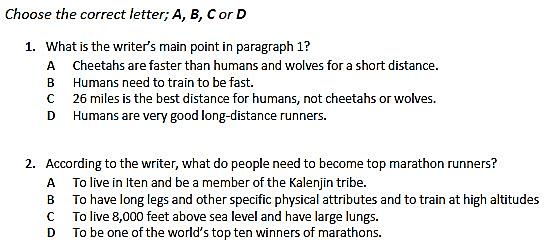 Choose the correct letter; A, B, C or D
1. What is the writer's main point in paragraph 1?
A Cheetahs are faster than humans and wolves for a short distance.
B Humans need to train to be fast.
C 26 miles is the best distance for humans, not cheetahs or wolves.
D Humans are very good long-distance runners.
2. According to the writer, what do people need to become top marathon runners?
A To live in Iten and be a member of the Kalenjin tribe.
B To have long legs and other specific physical attributes and to train at high altitudes
C To live 8,000 feet above sea level and have large lungs.
D To be one of the world's top ten winners of marathons.